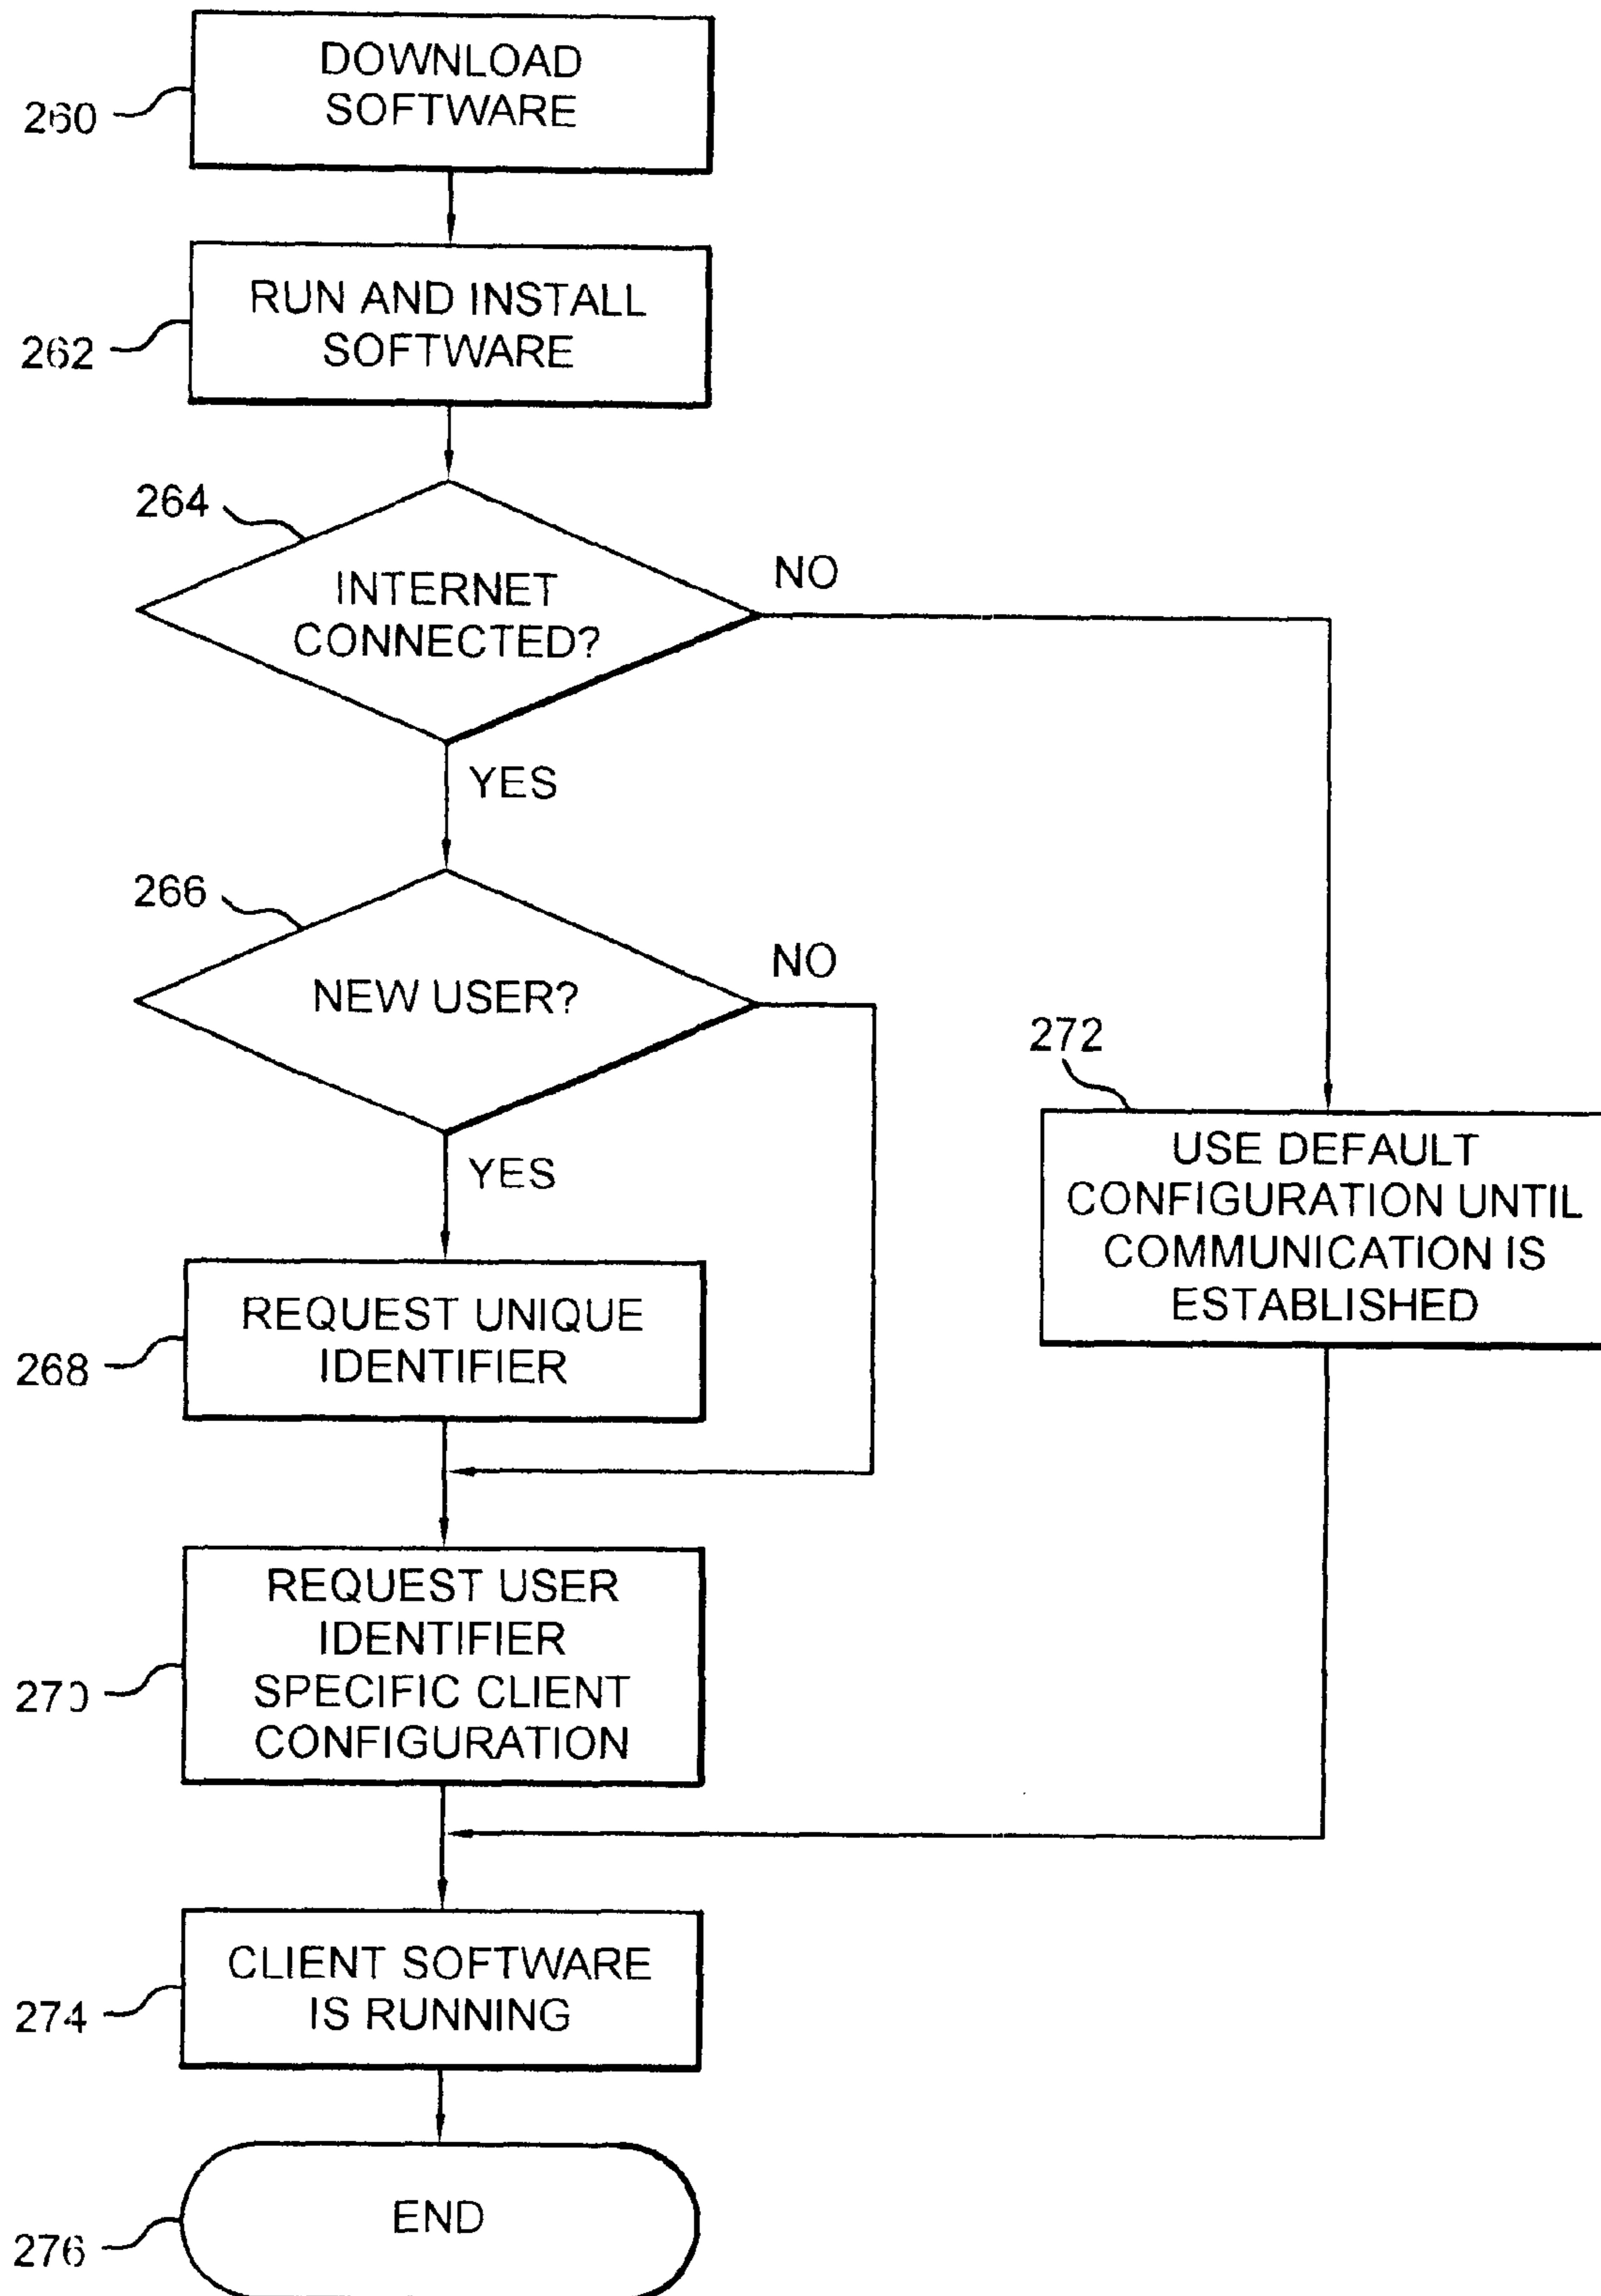 DOWNLOAD
SOFTWARE
260
RUN AND INSTALL
SOFTWARE
262
264
INTERNET
CONNECTED?
NO
YES
266
NEW USER?
NO
YES
272
USE DEFAULT
CONFIGURATION UNTIL
COMMUNICATION IS
ESTABLISHED
REQUEST UNIQUE
IDENTIFIER
268
REQUEST USER
IDENTIFIER
SPECIFIC CLIENT
CONFIGURATION
270
CLIENT SOFTWARE
IS RUNNING
274
END
276